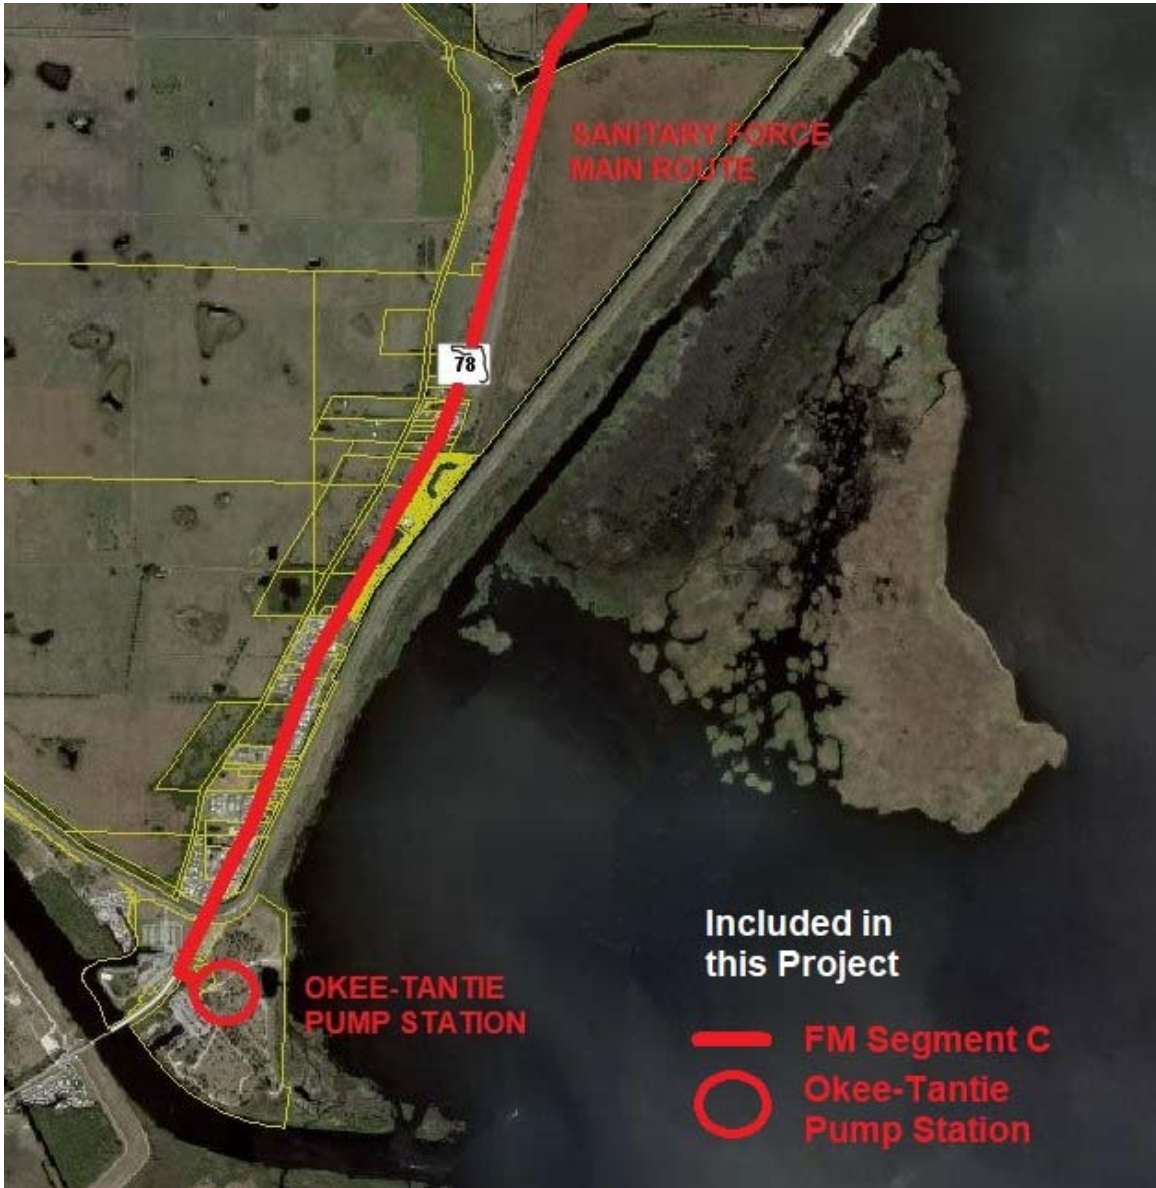 SANITARY FORCE
MAIN ROUTE
78
Included in
this Project
OKEE-TANTIE
PUMP STATION
FM Segment C
Okee-Tantie
Pump Station